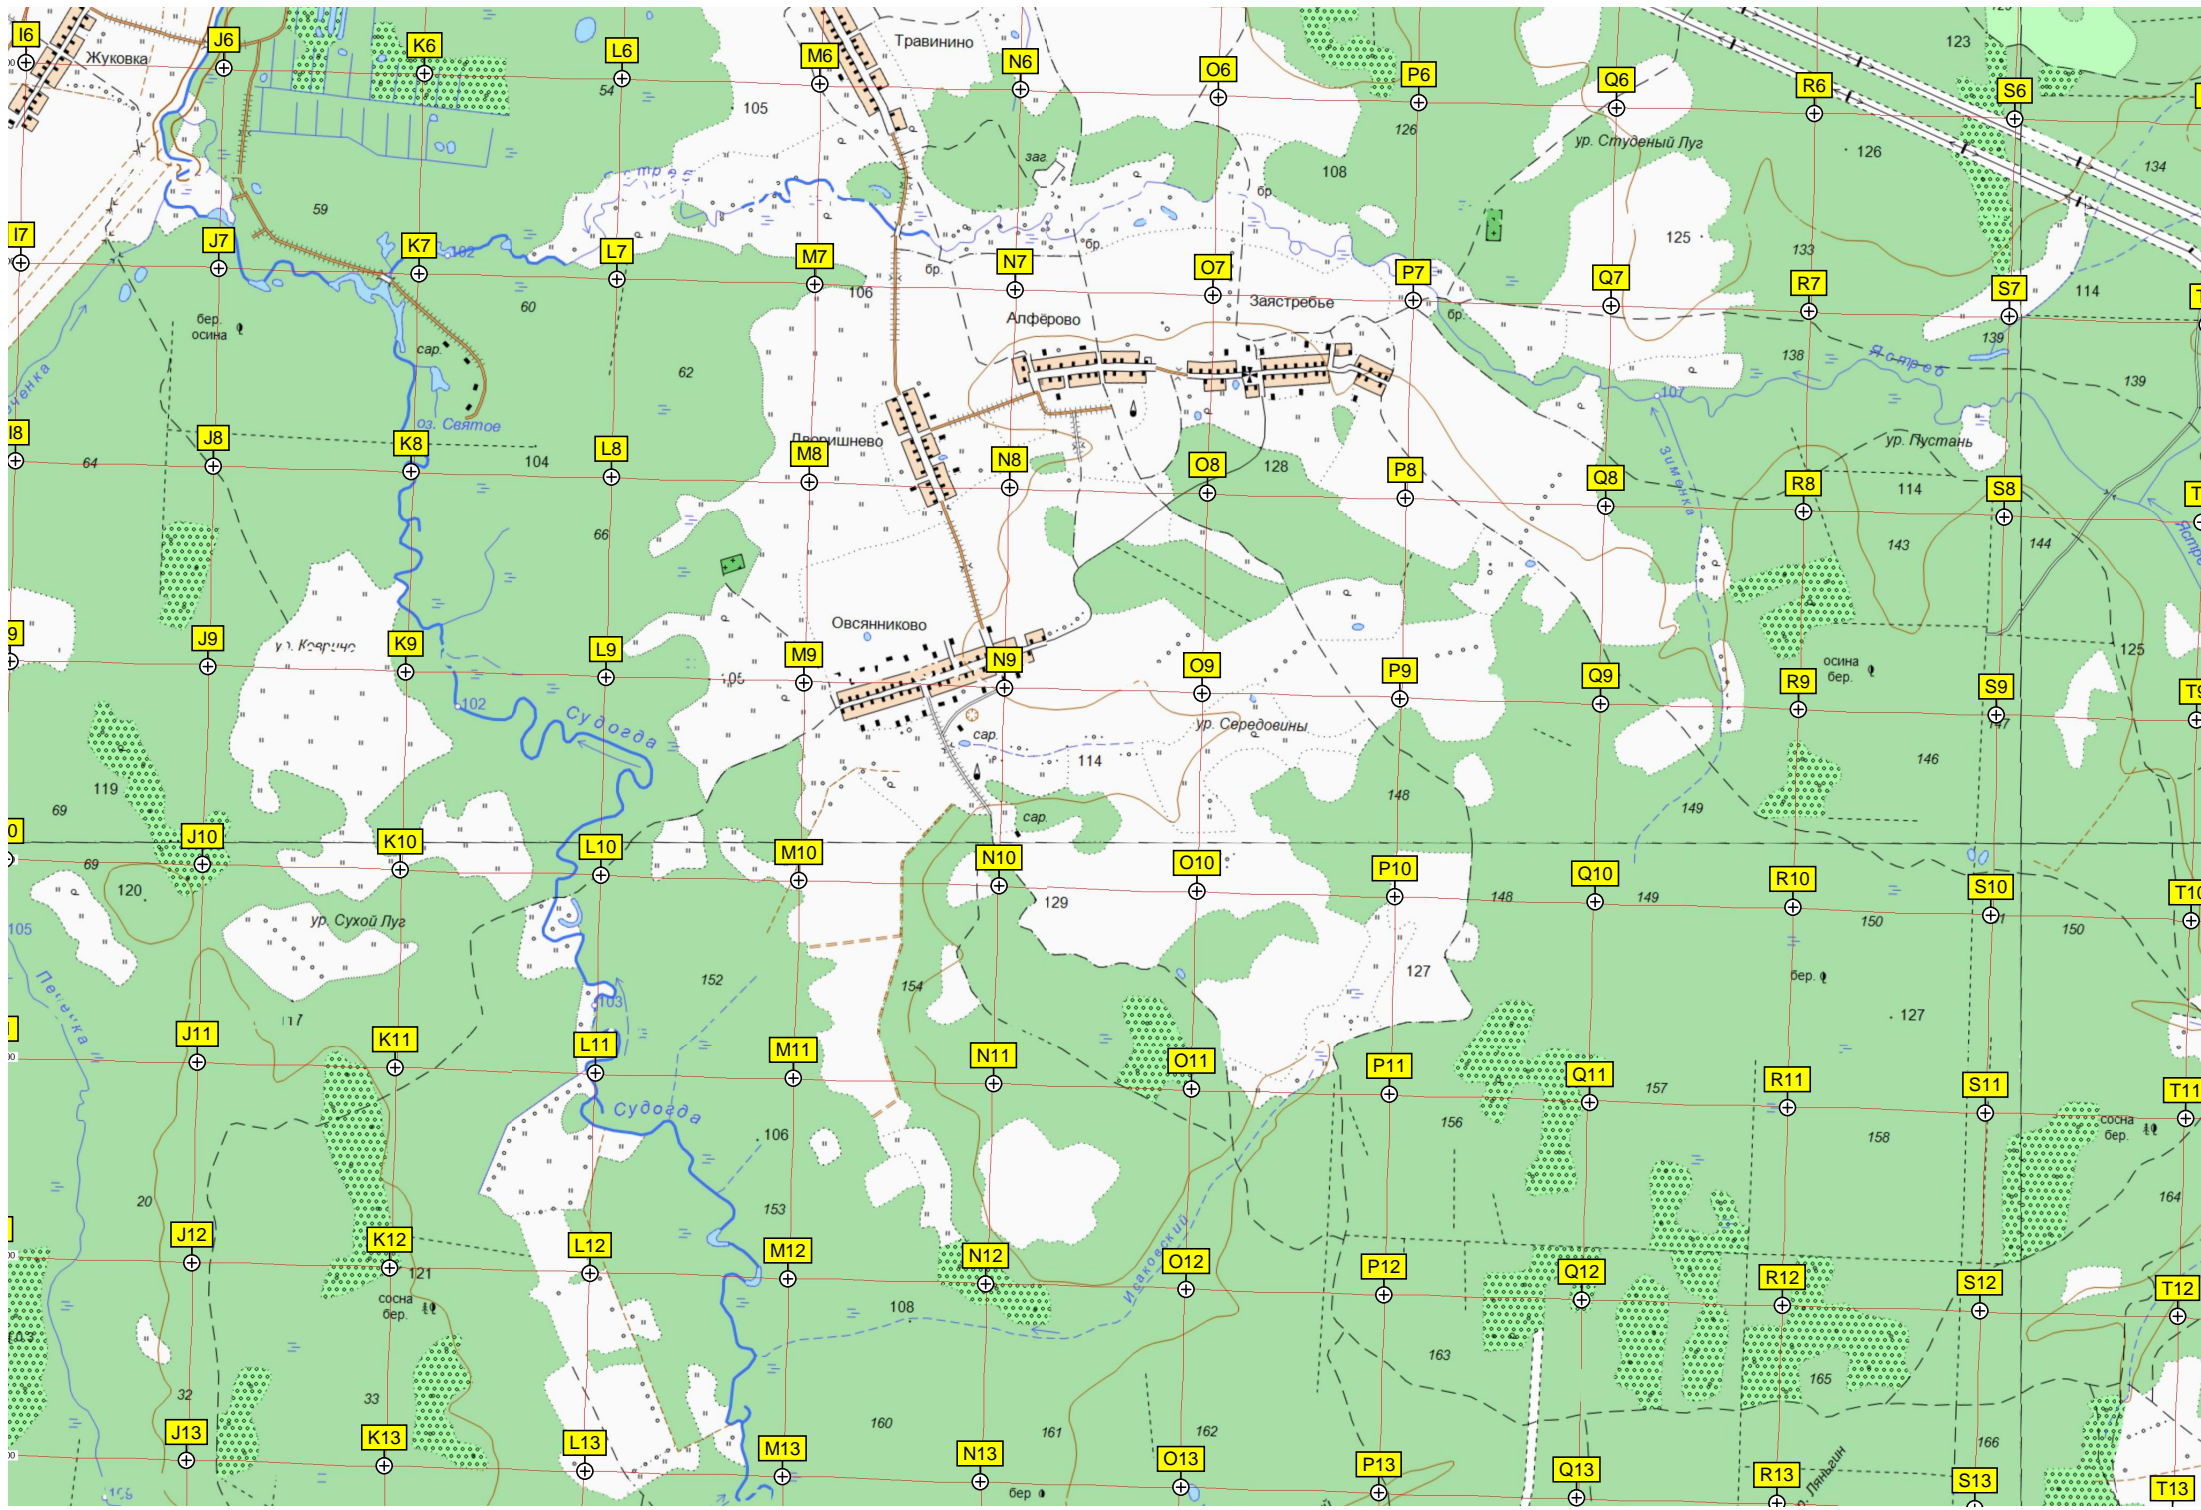 I6
J6
K6
L6
M6
N6
O6
P6
Q6
R6
S6
Жуковка
Травинино
123
54
105
126
ур. Студеный Луг
126
134
заг.
108
бр.
59
I7
J7
K7
L7
M7
N7
O7
P7
Q7
R7
S7
102
бр.
бр.
125
133
60
106
Заястребье
Алфёрово
бр.
114
139
бер.
осина
сар.
62
138
Ястреб
139
107
оз. Святое
Дворишнево
ур. Пустань
I8
J8
K8
L8
M8
N8
O8
P8
Q8
R8
S8
64
104
128
Зименка
114
66
143
144
Овсянниково
J9
K9
L9
M9
N9
O9
P9
Q9
R9
S9
T9
осина
бер.
125
102
Судогда
ур. Середовины
147
сар.
114
146
119
69
148
149
сар.
J10
K10
L10
M10
N10
O10
P10
Q10
R10
S10
T10
69
120
129
148
149
150
150
ур. Сухой Луг
105
Печенка
152
154
127
бер.
103
127
J11
K11
L11
M11
N11
O11
P11
Q11
R11
S11
T11
157
Судогда
106
156
158
сосна
бер.
20
153
164
J12
K12
L12
M12
N12
O12
P12
Q12
R12
S12
T12
121
Исаковский
сосна
бер.
108
163
32
33
165
160
161
162
166
J13
K13
L13
M13
N13
O13
P13
Q13
R13
S13
T13
бер